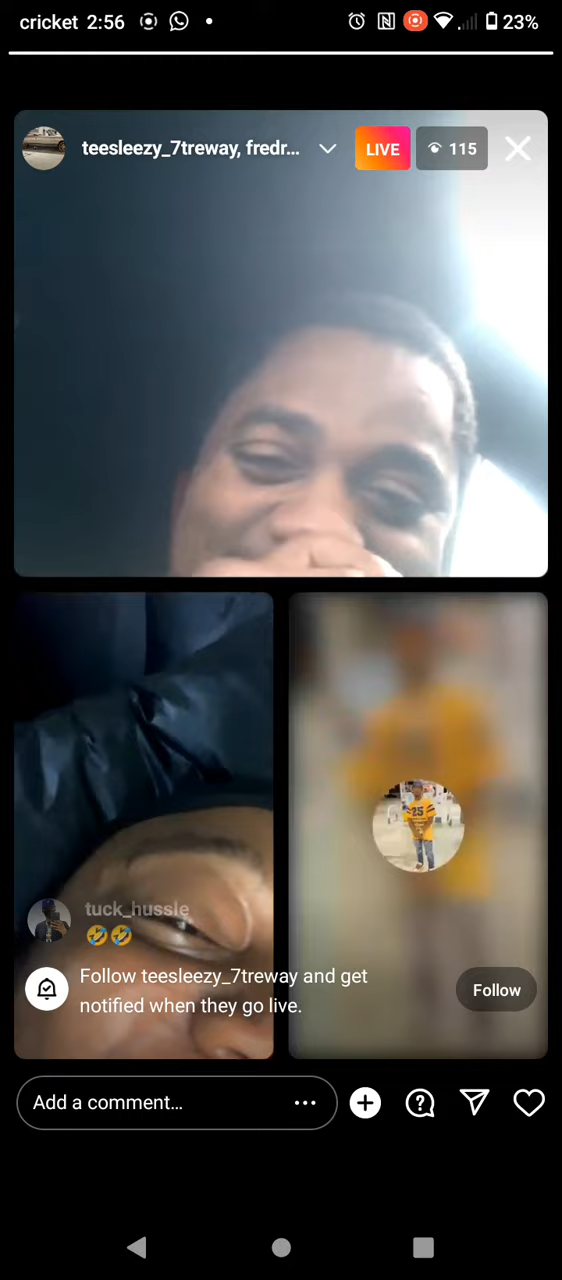 cricket 2:56 23%
teesleezy_7treway, fredr... LIVE 115
25
tuck_hussle
🤣🤣
Follow teesleezy_7treway and get
notified when they go live.
Follow
Add a comment…